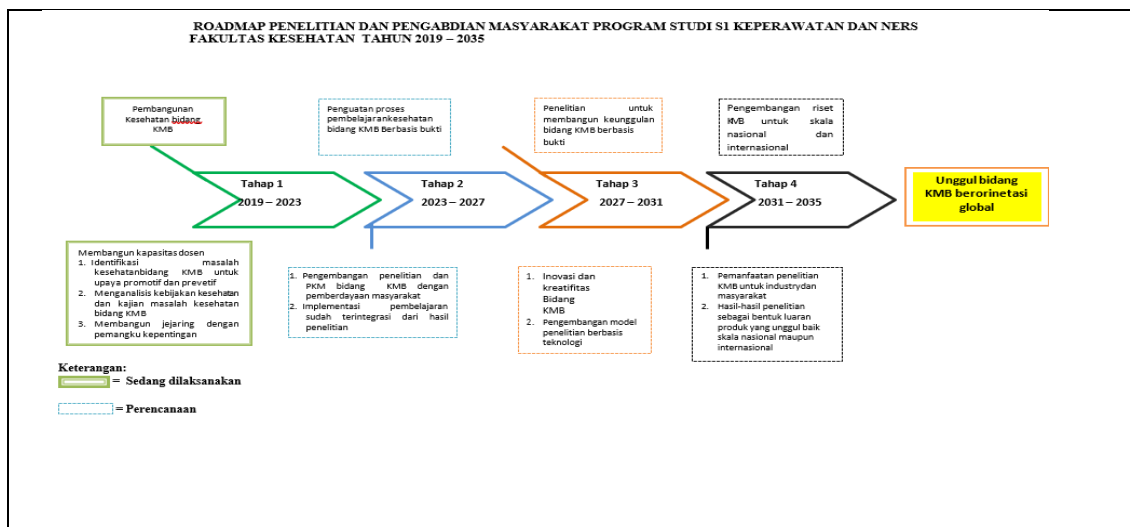 ROADMAP PENELITIAN DAN PENGABDIAN MASYARAKAT PROGRAM STUDI S1 KEPERAWATAN DAN NERS
FAKULTAS KESEHATAN TAHUN 2019 – 2035
Pembangunan
Kesehatan bidang
KMB
Penguatan proses
pembelajarankesehatan
bidang KMB Berbasis bukti
Penelitian untuk
membangun keunggulan
bidang KMB berbasis
bukti
Pengembangan riset
KMB untuk skala
nasional dan
internasional
Tahap 1
2019 – 2023
Tahap 2
2023 – 2027
Tahap 3
2027 – 2031
Tahap 4
2031 – 2035
Unggul bidang
KMB berorinetasi
global
Membangun kapasitas dosen
1. Identifikasi masalah
kesehatanbidang KMB untuk
upaya promotif dan prevetif
2. Menganalisis kebijakan kesehatan
dan kajian masalah kesehatan
bidang KMB
3. Membangun jejaring dengan
pemangku kepentingan
1. Pengembangan penelitian dan
PKM bidang KMB dengan
pemberdayaan masyarakat
2. Implementasi pembelajaran
sudah terintegrasi dari hasil
penelitian
1. Inovasi dan
kreatifitas
Bidang
KMB
2. Pengembangan model
penelitian berbasis
teknologi
1. Pemanfaatan penelitian
KMB untuk industrydan
masyarakat
2. Hasil-hasil penelitian
sebagai bentuk luaran
produk yang unggul baik
skala nasional maupun
internasional
Keterangan:
= Sedang dilaksanakan
= Perencanaan